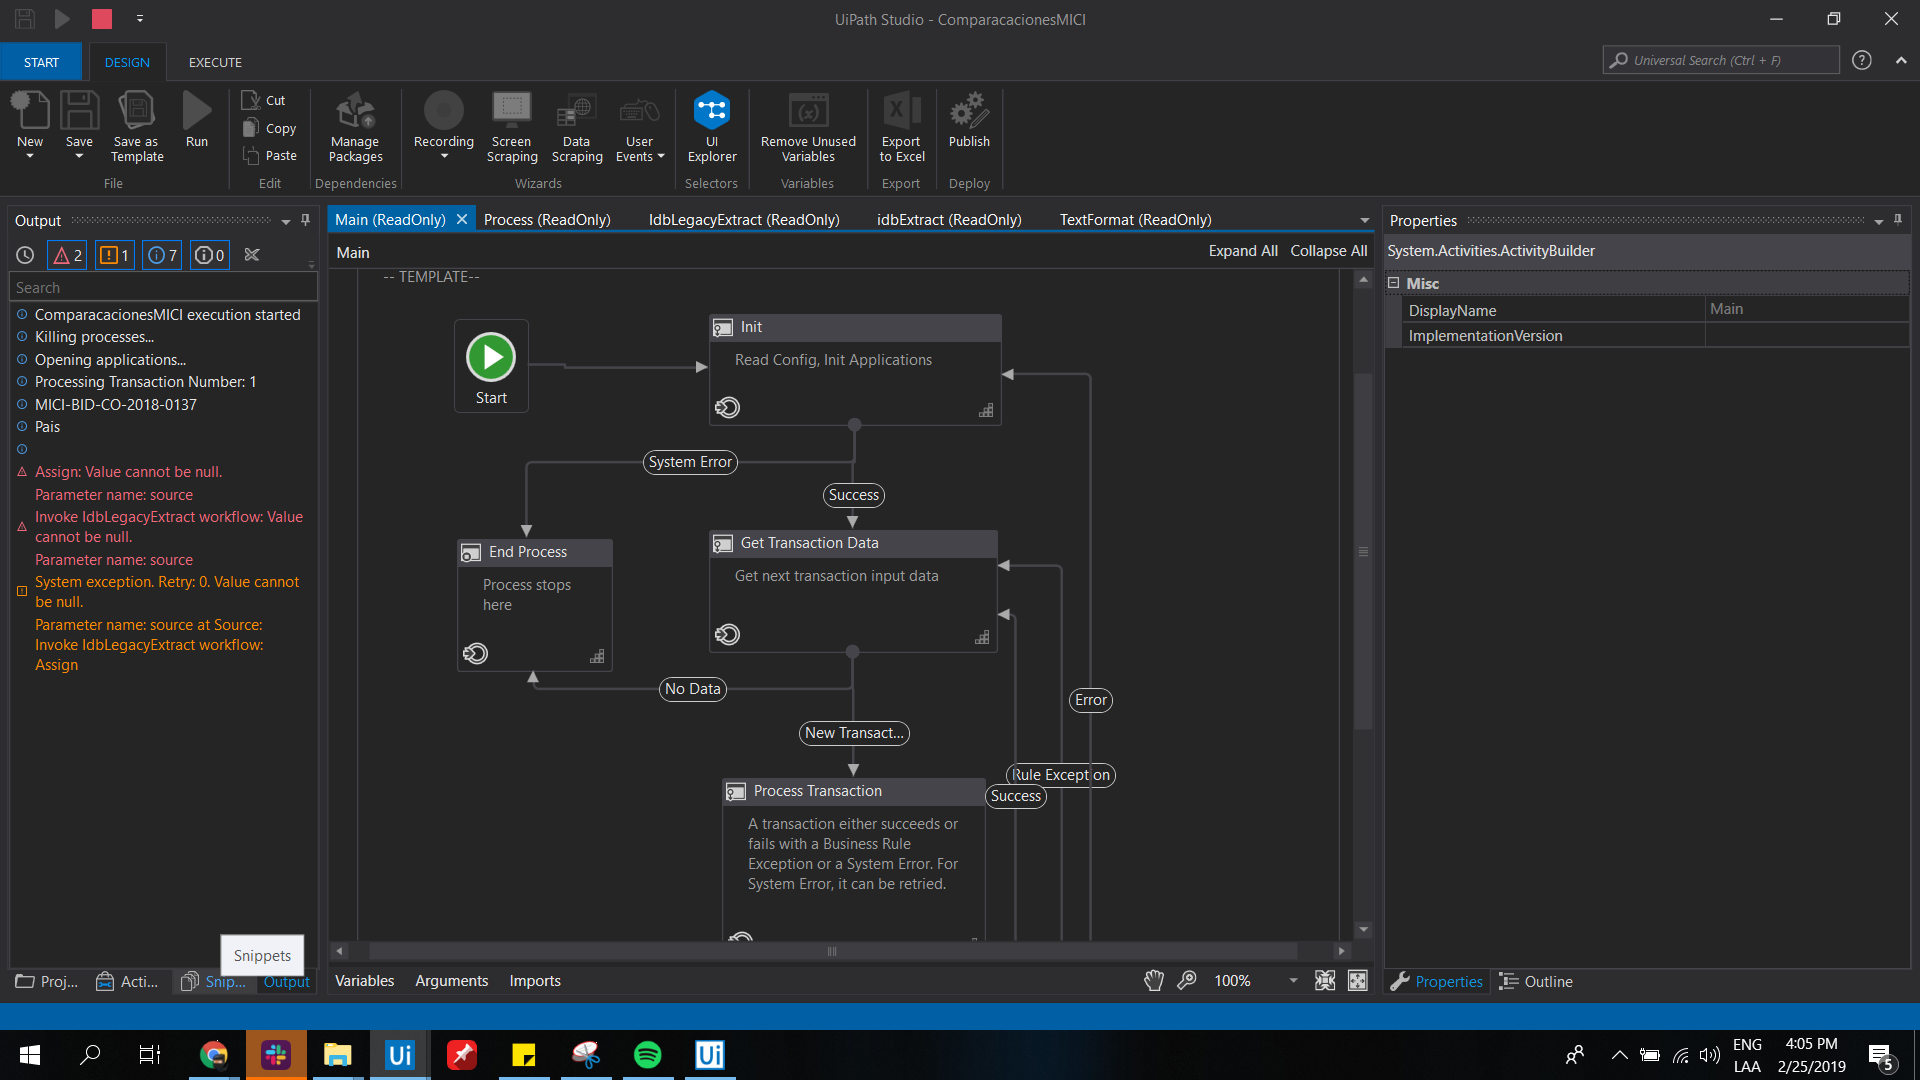 UiPath Studio - ComparacacionesMICI
START
DESIGN
EXECUTE
Universal Search (Ctrl + F)
New
Save
Save as
Template
Run
File
Cut
Copy
Paste
Edit
Manage
Packages
Dependencies
Recording
Screen
Scraping
Data
Scraping
User
Events
Wizards
UI
Explorer
Selectors
Remove Unused
Variables
Variables
Export
to Excel
Export
Publish
Deploy
Output
2
1
7
0
Search
ComparacacionesMICI execution started
Killing processes...
Opening applications...
Processing Transaction Number: 1
MICI-BID-CO-2018-0137
Pais
Assign: Value cannot be null.
Parameter name: source
Invoke IdbLegacyExtract workflow: Value
cannot be null.
Parameter name: source
System exception. Retry: 0. Value cannot
be null.
Parameter name: source at Source:
Invoke IdbLegacyExtract workflow:
Assign
Snippets
Proj...
Acti...
Snip...
Output
Main (ReadOnly)
Process (ReadOnly)
IdbLegacyExtract (ReadOnly)
idbExtract (ReadOnly)
TextFormat (ReadOnly)
Main
Expand All
Collapse All
-- TEMPLATE--
Start
Init
Read Config, Init Applications
System Error
Success
End Process
Process stops
here
Get Transaction Data
Get next transaction input data
No Data
New Transact...
Error
Rule Exception
Success
Process Transaction
A transaction either succeeds or
fails with a Business Rule
Exception or a System Error. For
System Error, it can be retried.
Variables
Arguments
Imports
100%
Properties
System.Activities.ActivityBuilder
Misc
DisplayName
Main
ImplementationVersion
Properties
Outline
Ui
Ui
ENG
LAA
4:05 PM
2/25/2019
5